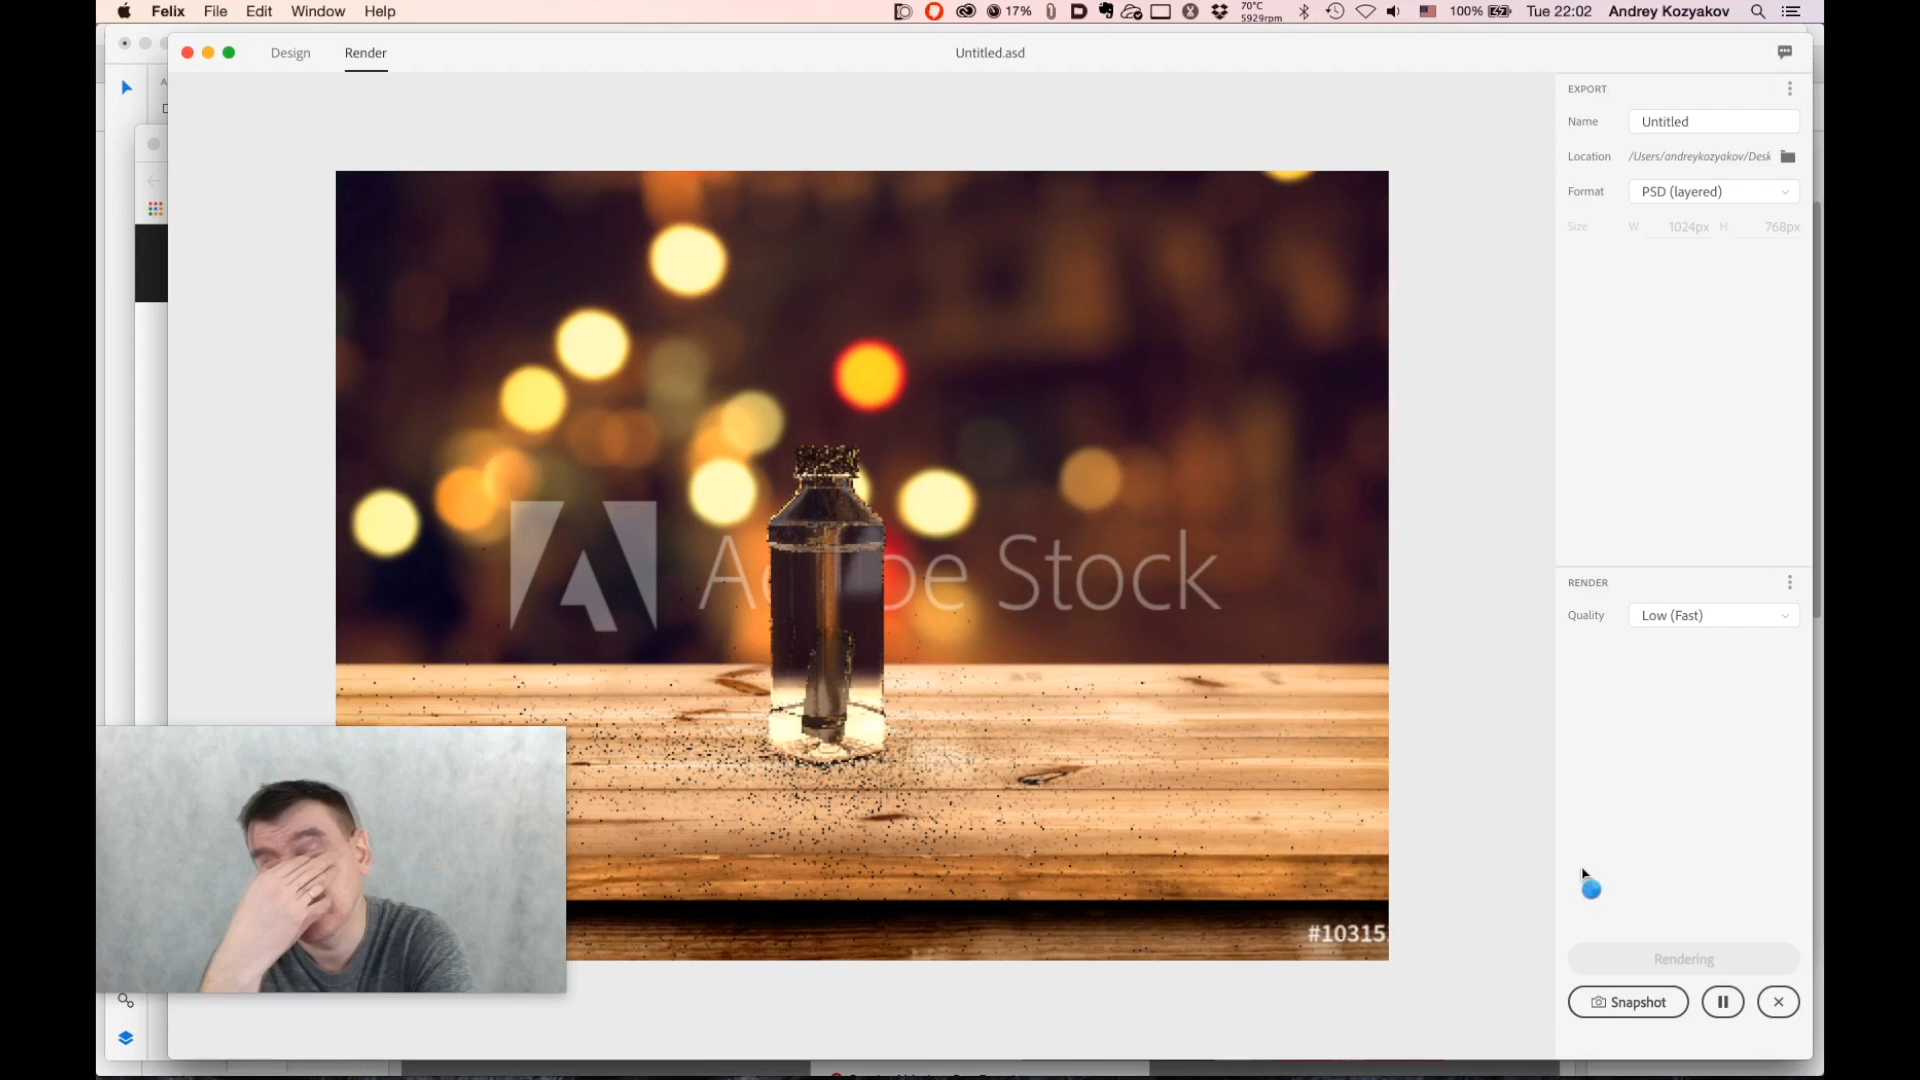 Felix File Edit Window Help 17% 70°C 5929rpm 100% Tue 22:02 Andrey Kozyakov
Design Render Untitled.asd
EXPORT
Name Untitled
Location /Users/andreykozyakov/Desk
Format PSD (layered)
Size W 1024px H 768px
Adobe Stock
RENDER
Quality Low (Fast)
#10315
Rendering
Snapshot